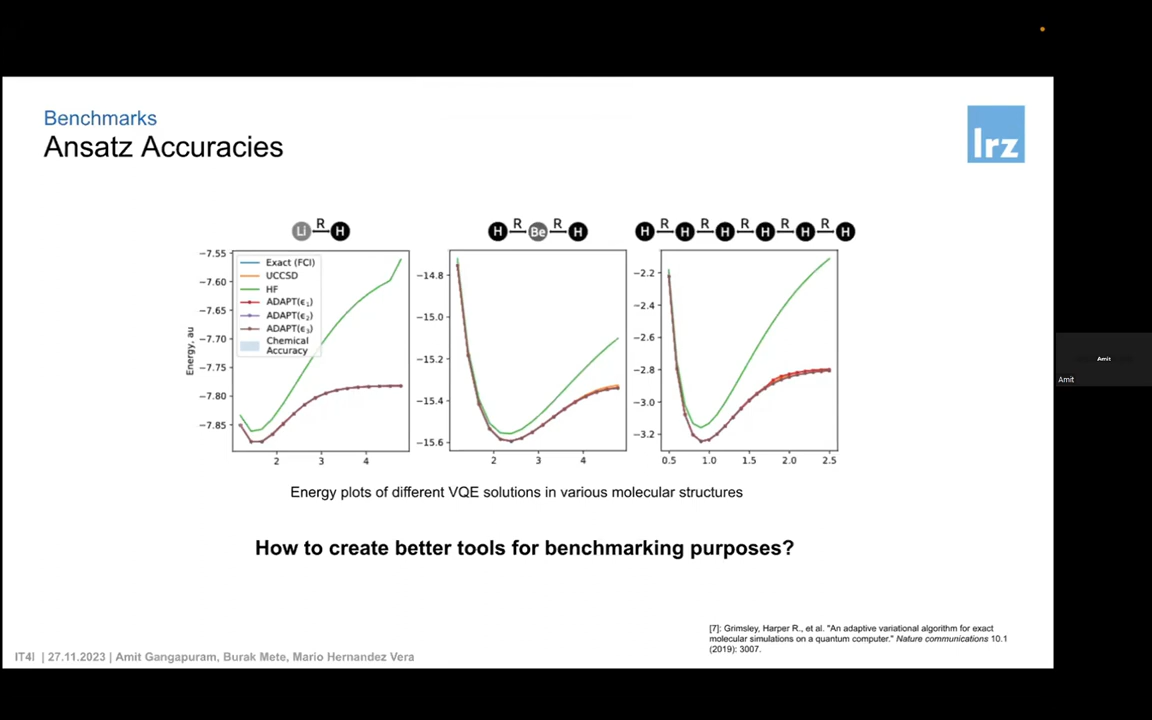 Benchmarks
Ansatz Accuracies
lrz
Li R H
H R Be R H
H R H R H R H R H R H
−7.55
−7.60
−7.65
−7.70
−7.75
−7.80
−7.85
Energy, au
Exact (FCI)
UCCSD
HF
ADAPT(ϵ₁)
ADAPT(ϵ₂)
ADAPT(ϵ₃)
Chemical
Accuracy
2 3 4
−14.8
−15.0
−15.2
−15.4
−15.6
2 3 4
−2.2
−2.4
−2.6
−2.8
−3.0
−3.2
0.5 1.0 1.5 2.0 2.5
Energy plots of different VQE solutions in various molecular structures
How to create better tools for benchmarking purposes?
[7]: Grimsley, Harper R., et al. "An adaptive variational algorithm for exact
molecular simulations on a quantum computer." Nature communications 10.1
(2019): 3007.
IT4I | 27.11.2023 | Amit Gangapuram, Burak Mete, Mario Hernandez Vera
Amit
Amit